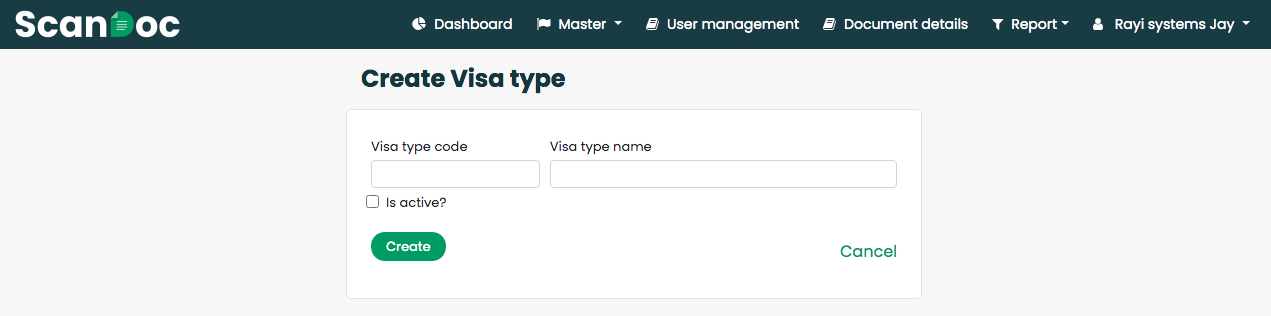 ScanDoc Dashboard Master User management Document details Report Rayi systems Jay
Create Visa type
Visa type code Visa type name
Is active?
Create Cancel